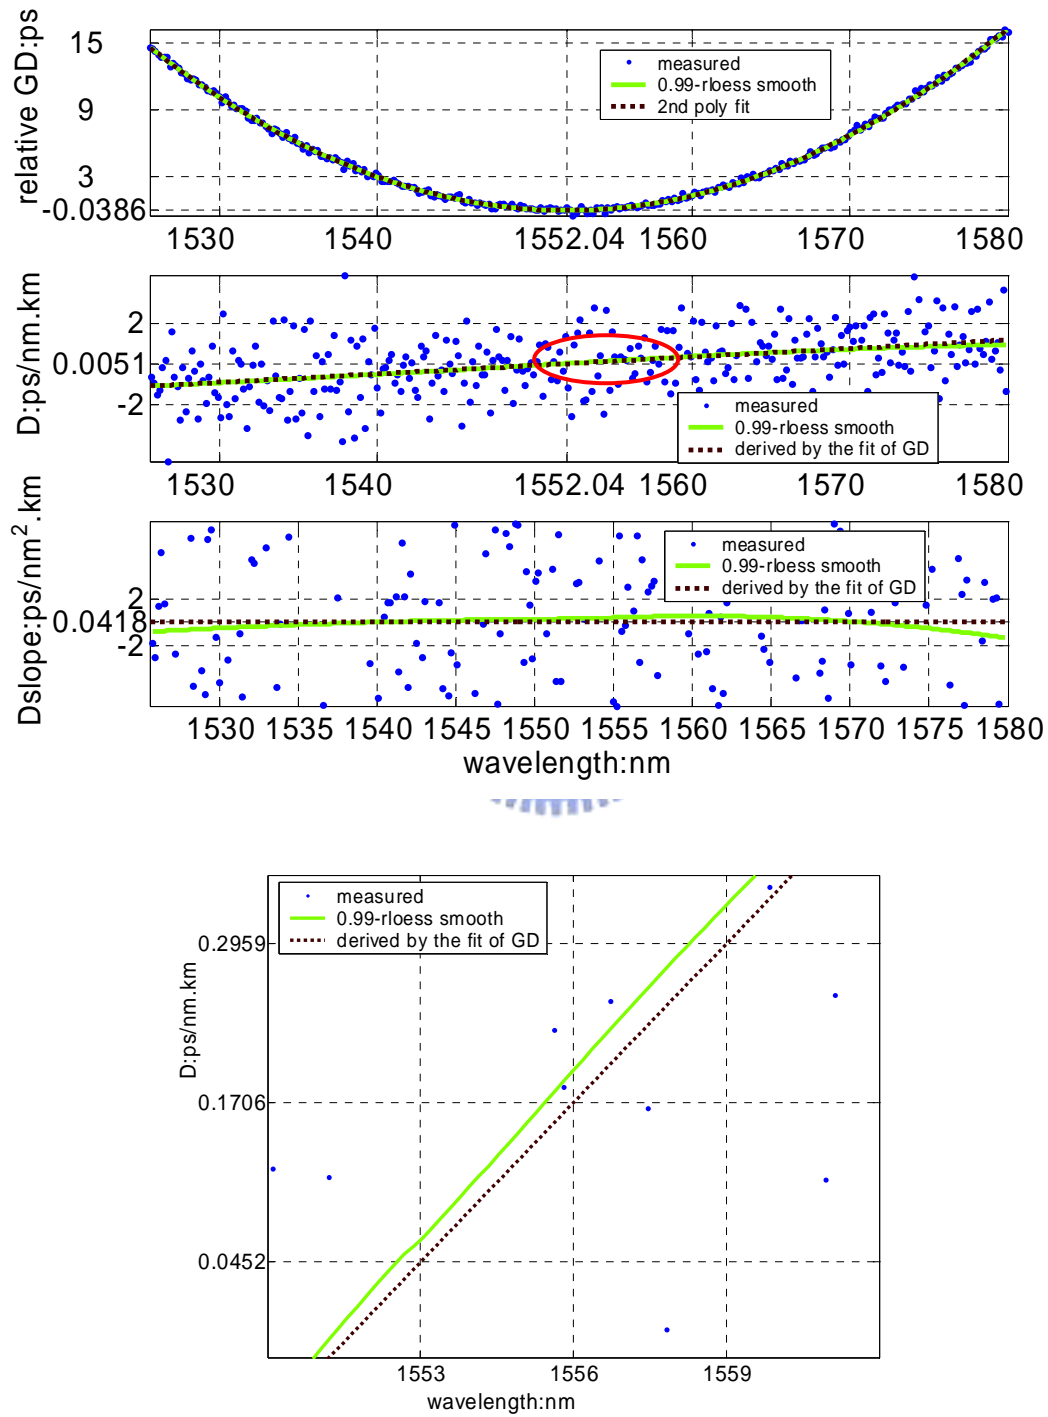 relative GD:ps
15
9
3
-0.0386
measured
0.99-rloess smooth
2nd poly fit
1530 1540 1552.04 1560 1570 1580
D:ps/nm.km
2
0.0051
-2
measured
0.99-rloess smooth
derived by the fit of GD
1530 1540 1552.04 1560 1570 1580
Dslope:ps/nm².km
2
0.0418
-2
measured
0.99-rloess smooth
derived by the fit of GD
1530 1535 1540 1545 1550 1555 1560 1565 1570 1575 1580
wavelength:nm
measured
0.99-rloess smooth
derived by the fit of GD
D:ps/nm.km
0.2959
0.1706
0.0452
1553 1556 1559
wavelength:nm